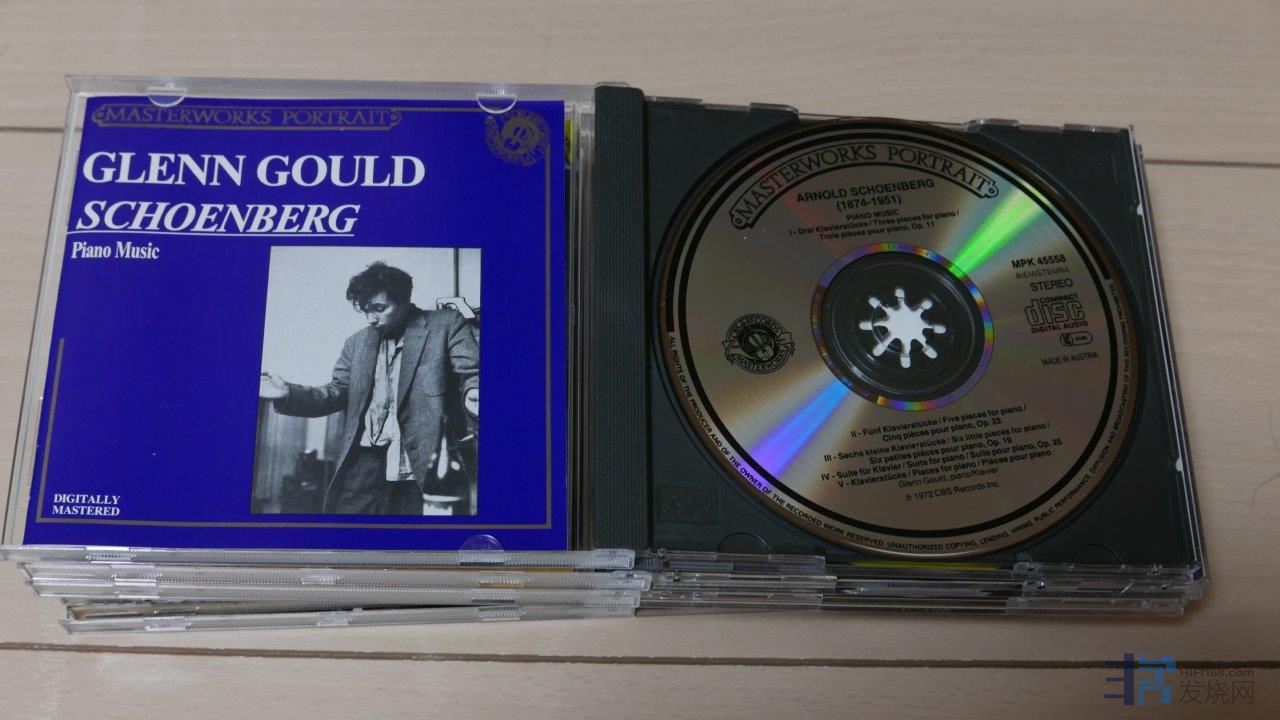 MASTERWORKS PORTRAIT
GLENN GOULD
SCHOENBERG
Piano Music
DIGITALLY
MASTERED
MASTERWORKS PORTRAIT
ARNOLD SCHOENBERG
(1874-1951)
PIANO MUSIC
I - Drei Klavierstücke / Three pieces for piano /
Trois pièces pour piano, Op. 11
MPK 45558
BIEM/STEMRA
STEREO
COMPACT
disc
DIGITAL AUDIO
MADE IN AUSTRIA
CBS RECORDS
MASTERWORKS
II - Fünf Klavierstücke / Five pieces for piano /
Cinq pièces pour piano, Op. 23
III - Sechs kleine Klavierstücke / Six little pieces for piano /
Six petites pièces pour piano, Op. 19
IV - Suite für Klavier / Suite for piano / Suite pour piano, Op. 25
V - Klavierstücke / Pieces for piano / Pièces pour piano
Glenn Gould, piano/Klavier
℗ 1972 CBS Records Inc.
ALL RIGHTS OF THE PRODUCER AND OF THE OWNER OF THE RECORDED WORK RESERVED. UNAUTHORIZED COPYING, LENDING, HIRING, PUBLIC PERFORMANCE, DIFFUSION AND BROADCASTING OF THIS RECORD PROHIBITED
HIFI168.com
发烧网